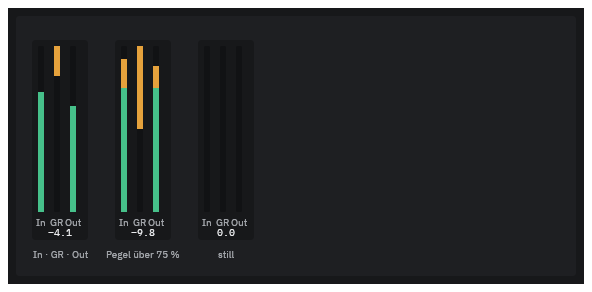 In GR Out
−4.1
In · GR · Out
In GR Out
−9.8
Pegel über 75 %
In GR Out
0.0
still